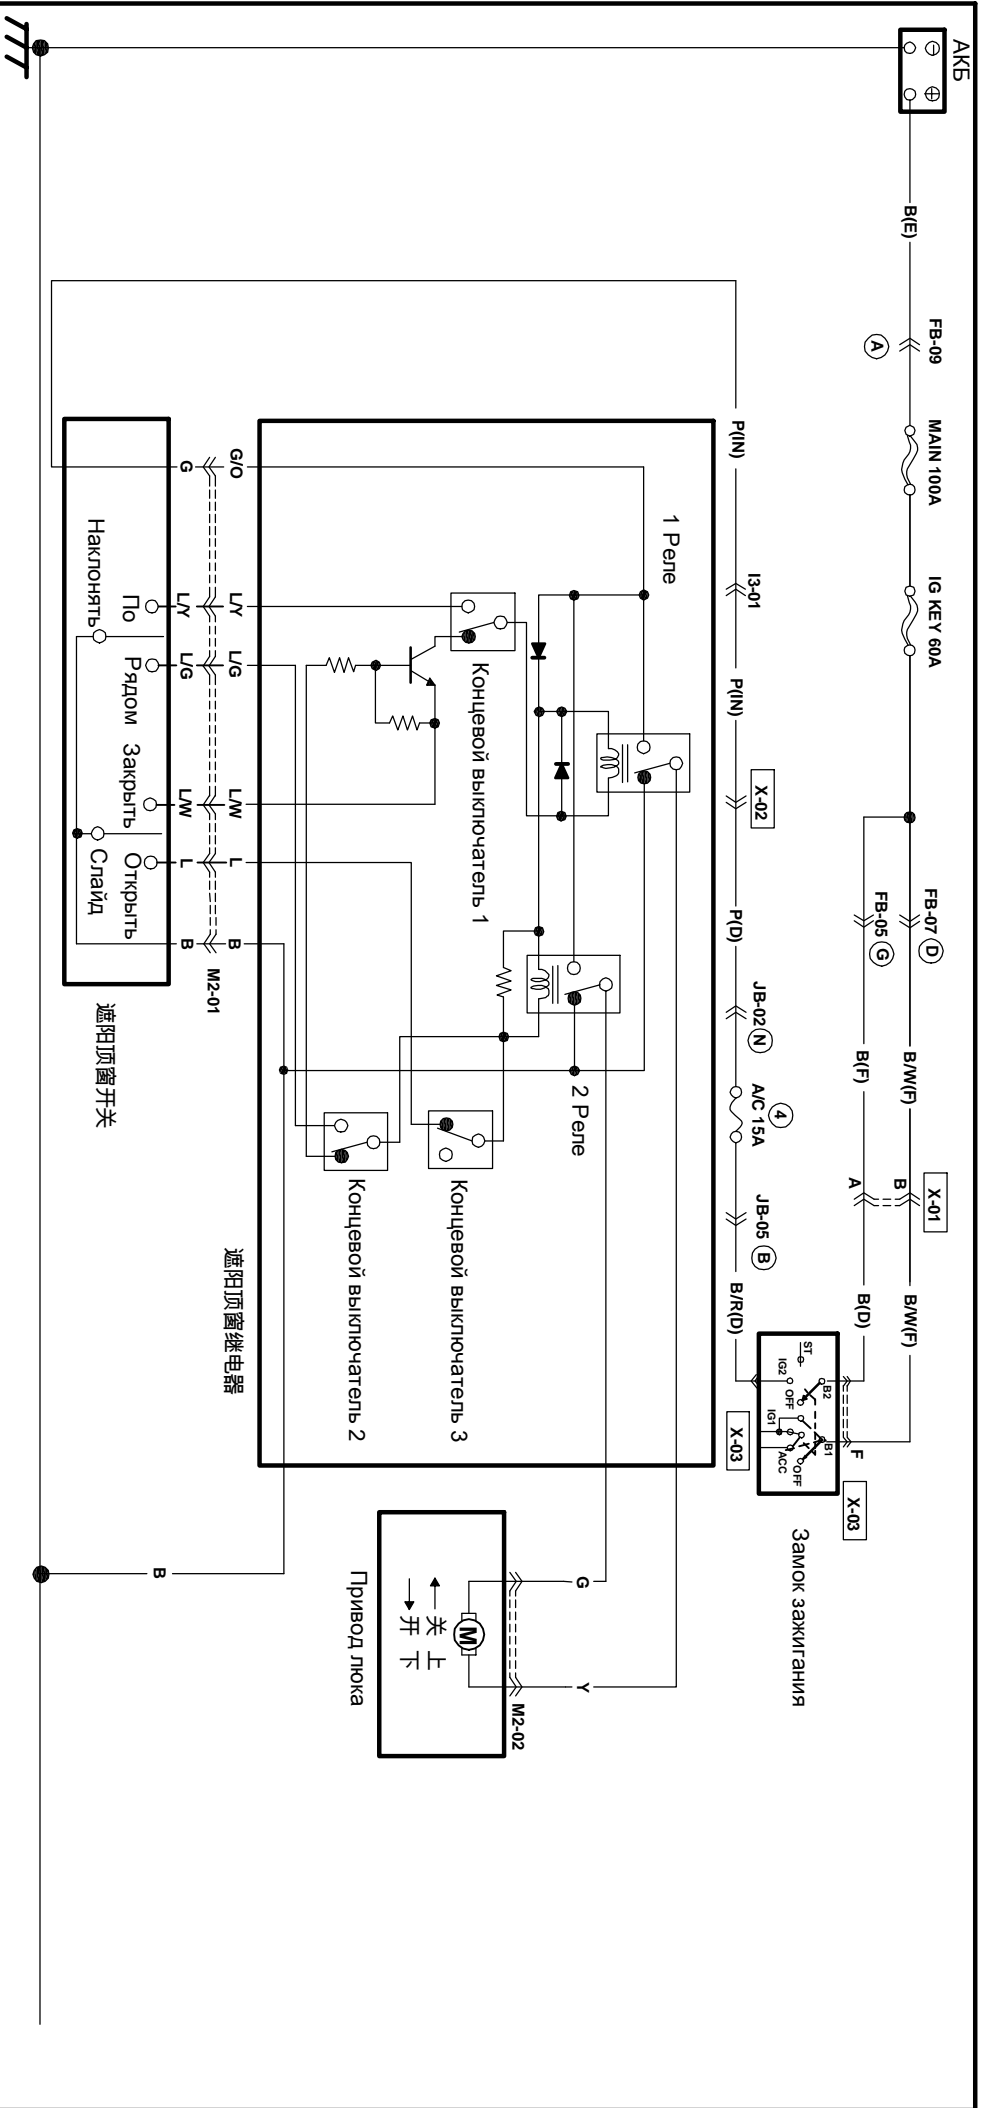 АКБ
B(E)
FB-09
A
MAIN 100A
IG KEY 60A
FB-07
D
FB-05
G
B/W(F)
B(F)
X-01
B
A
B/W(F)
B(D)
F
X-03
Замок зажигания
ST
IG2
OFF
B2
IG1
B1
ACC
OFF
X-03
P(IN)
I3-01
P(IN)
X-02
P(D)
JB-02
N
4
A/C 15A
JB-05
B
B/R(D)
1 Реле
2 Реле
Концевой выключатель 1
Концевой выключатель 3
Концевой выключатель 2
遮阳顶窗继电器
G/O
L/Y
L/G
L/W
L
B
G
L/Y
L/G
L/W
L
B
M2-01
По
Рядом
Закрыть
Открыть
Наклонять
Слайд
遮阳顶窗开关
G
Y
M2-02
M
关 上
开 下
Привод люка
B